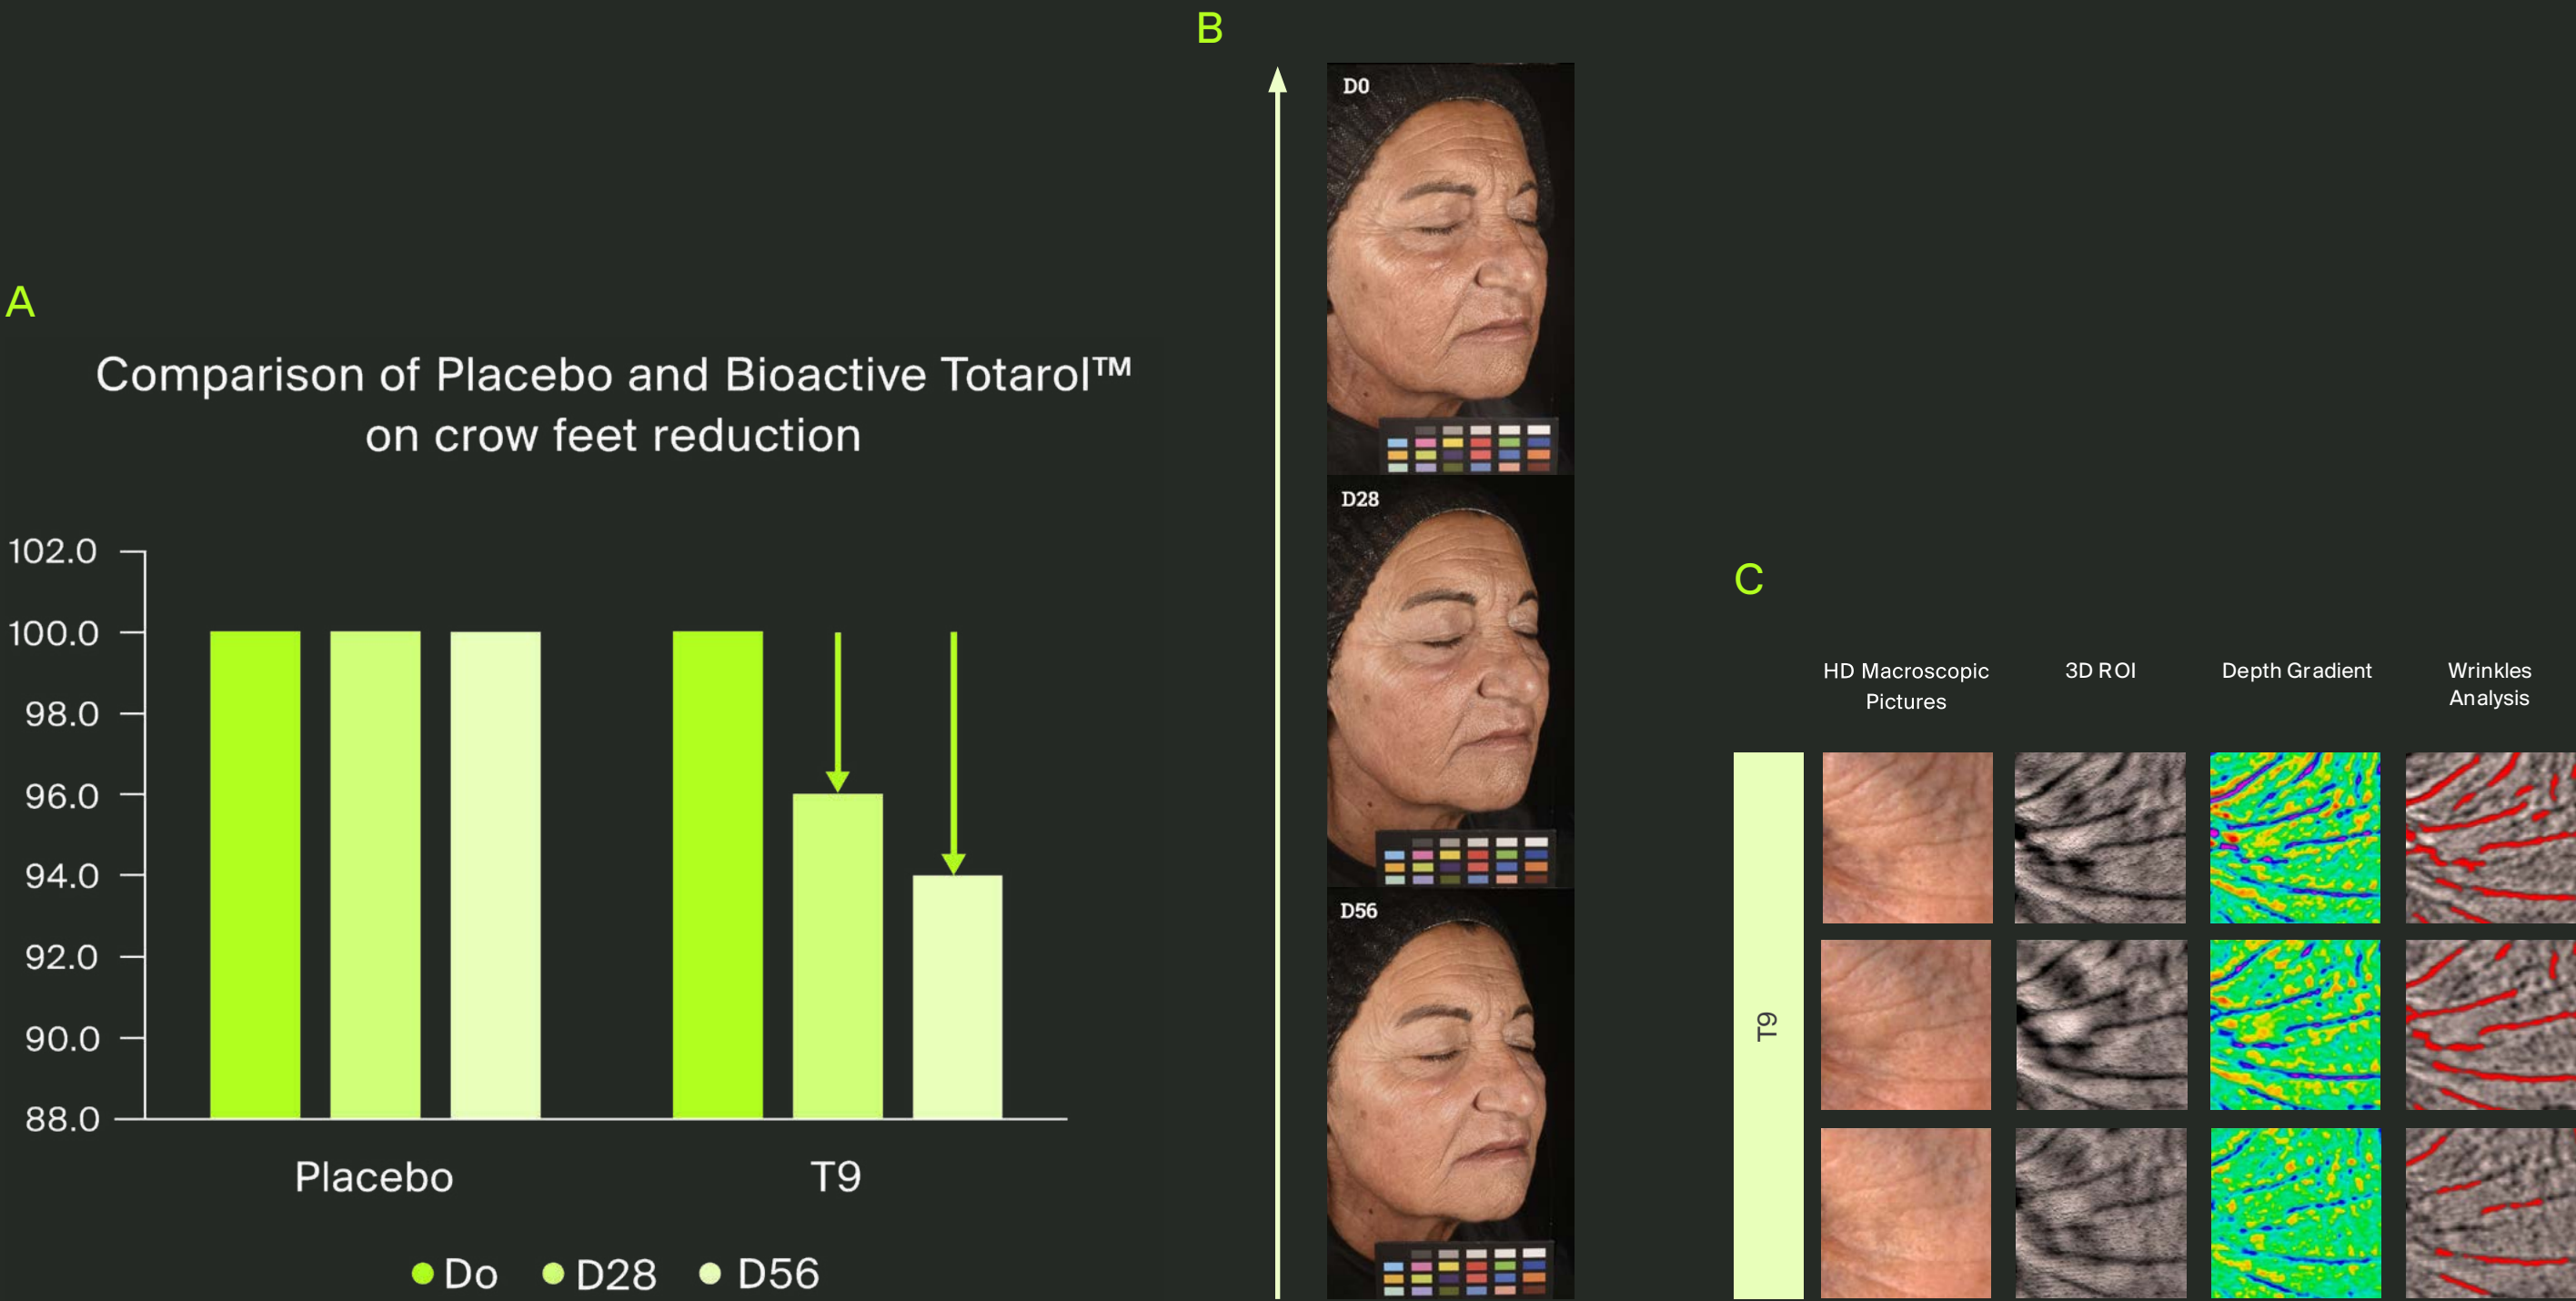 A
Comparison of Placebo and Bioactive Totarol™
on crow feet reduction
102.0
100.0
98.0
96.0
94.0
92.0
90.0
88.0
Placebo
T9
Do
D28
D56
B
D0
D28
D56
C
HD Macroscopic
Pictures
3D ROI
Depth Gradient
Wrinkles
Analysis
T9